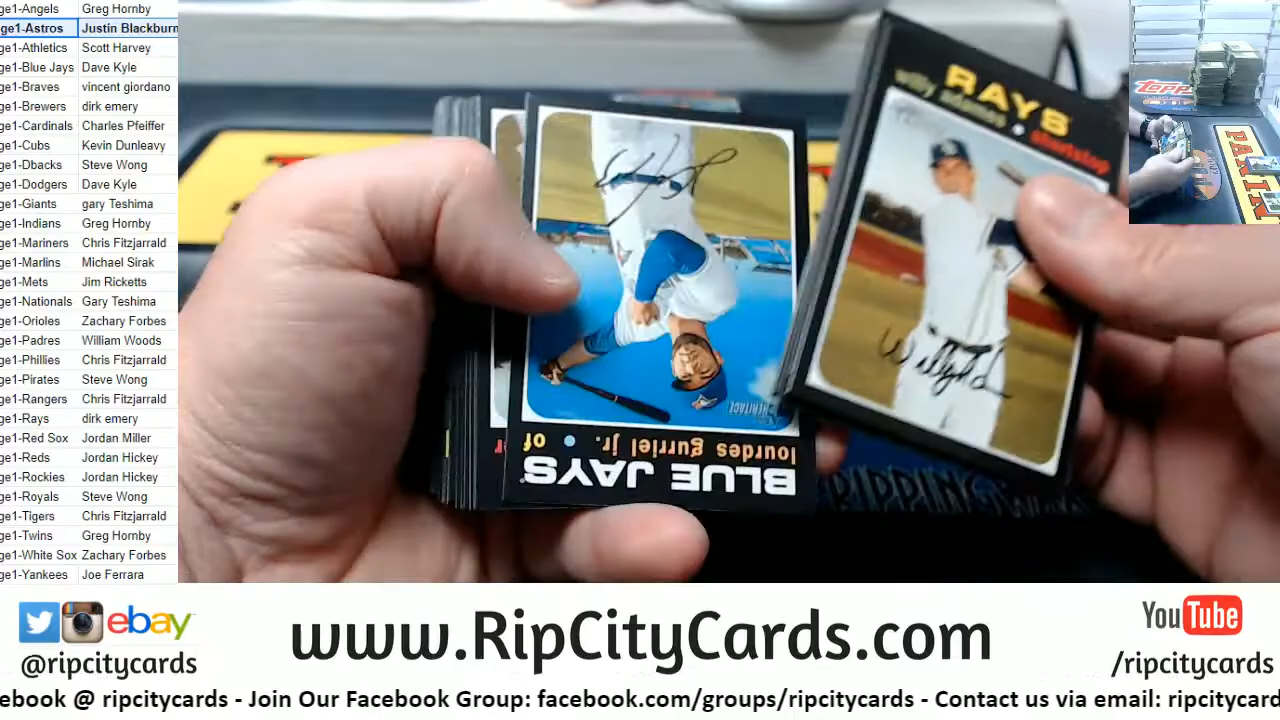 ge1-Angels Greg Hornby
ge1-Astros Justin Blackburn
ge1-Athletics Scott Harvey
ge1-Blue Jays Dave Kyle
ge1-Braves vincent giordano
ge1-Brewers dirk emery
ge1-Cardinals Charles Pfeiffer
ge1-Cubs Kevin Dunleavy
ge1-Dbacks Steve Wong
ge1-Dodgers Dave Kyle
ge1-Giants gary Teshima
ge1-Indians Greg Hornby
ge1-Mariners Chris Fitzjarrald
ge1-Marlins Michael Sirak
ge1-Mets Jim Ricketts
ge1-Nationals Gary Teshima
ge1-Orioles Zachary Forbes
ge1-Padres William Woods
ge1-Phillies Chris Fitzjarrald
ge1-Pirates Steve Wong
ge1-Rangers Chris Fitzjarrald
ge1-Rays dirk emery
ge1-Red Sox Jordan Miller
ge1-Reds Jordan Hickey
ge1-Rockies Jordan Hickey
ge1-Royals Steve Wong
ge1-Tigers Chris Fitzjarrald
ge1-Twins Greg Hornby
ge1-White Sox Zachary Forbes
ge1-Yankees Joe Ferrara
RAYS
willy adames • shortstop
BLUE JAYS
lourdes gurriel jr. • of
HERITAGE
RIPPING
topps
PANINI
ebay
@ripcitycards
www.RipCityCards.com
YouTube
/ripcitycards
cebook @ ripcitycards - Join Our Facebook Group: facebook.com/groups/ripcitycards - Contact us via email: ripcitycard